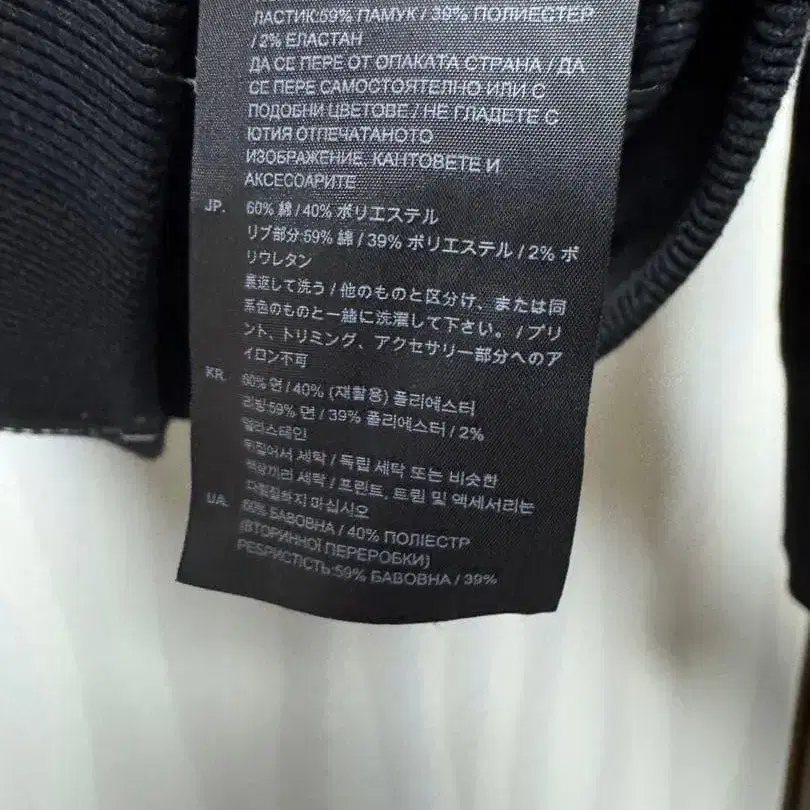 ЛАСТИК:59% ПАМУК / 39% ПОЛИЕСТЕР
/ 2% ЕЛАСТАН
ДА СЕ ПЕРЕ ОТ ОПАКАТА СТРАНА / ДА
СЕ ПЕРЕ САМОСТОЯТЕЛНО ИЛИ С
ПОДОБНИ ЦВЕТОВЕ / НЕ ГЛАДЕТЕ С
ЮТИЯ ОТПЕЧАТАНОТО
ИЗОБРАЖЕНИЕ, КАНТОВЕТЕ И
АКСЕСОАРИТЕ
JP. 60% 綿 / 40% ポリエステル
リブ部分:59% 綿 / 39% ポリエステル / 2% ポ
リウレタン
裏返して洗う / 他のものと区分け、または同
系色のものと一緒に洗濯して下さい。 / プリ
ント、トリミング、アクセサリー部分へのア
イロン不可
KR. 60% 면 / 40% (재활용) 폴리에스터
리빙:59% 면 / 39% 폴리에스터 / 2%
엘라스테인
뒤집어서 세탁 / 독립 세탁 또는 비슷한
색상끼리 세탁 / 프린트, 트림 및 액세서리는
다림질하지 마십시오
UA. 60% БАВОВНА / 40% ПОЛІЕСТР
(ВТОРИННОЇ ПЕРЕРОБКИ)
РЕБРИСТІСТЬ:59% БАВОВНА / 39%